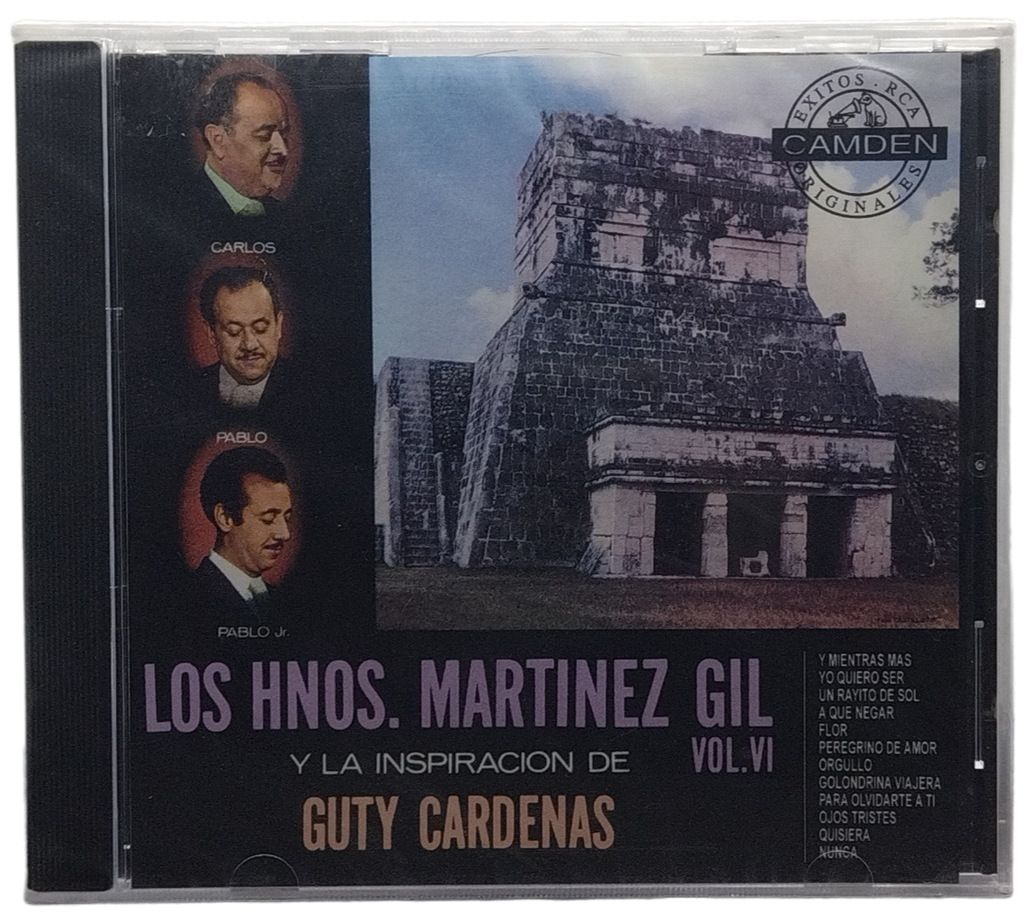 EXITOS . RCA
CAMDEN
ORIGINALES
CARLOS
PABLO
PABLO Jr.
LOS HNOS. MARTINEZ GIL
VOL.VI
Y LA INSPIRACION DE
GUTY CARDENAS
Y MIENTRAS MAS
YO QUIERO SER
UN RAYITO DE SOL
A QUE NEGAR
FLOR
PEREGRINO DE AMOR
ORGULLO
GOLONDRINA VIAJERA
PARA OLVIDARTE A TI
OJOS TRISTES
QUISIERA
NUNCA